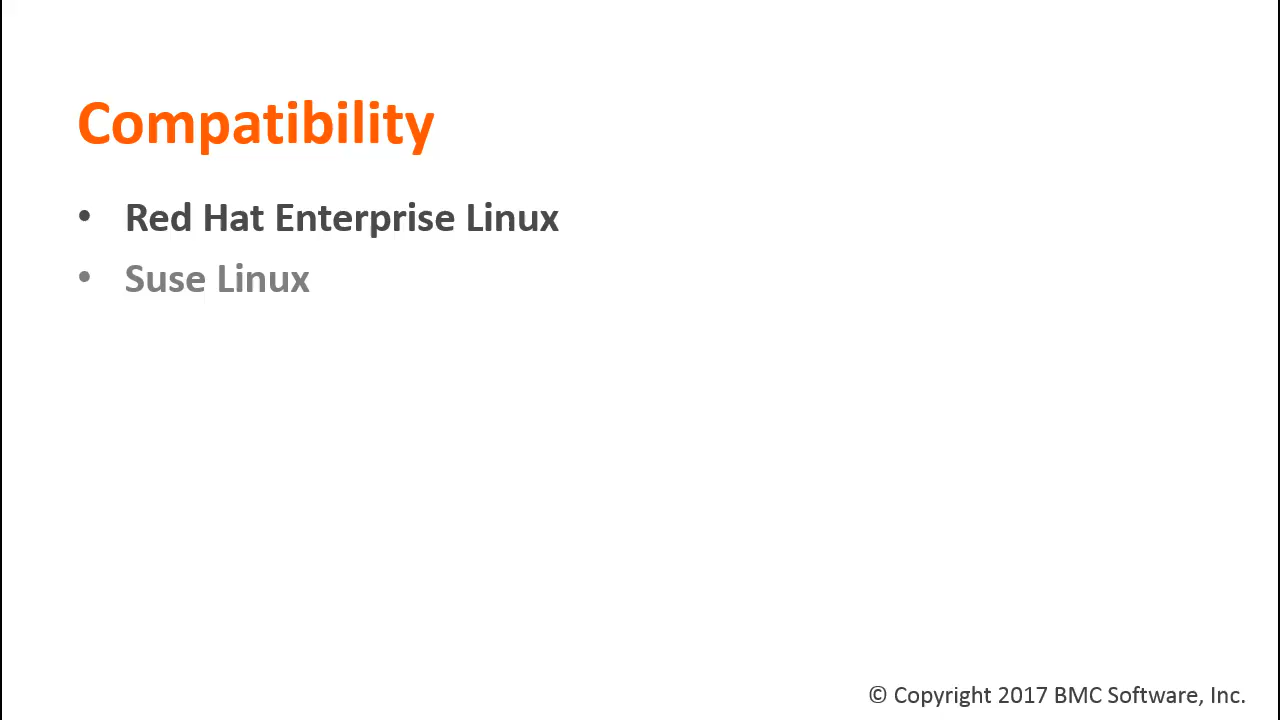 Compatibility
• Red Hat Enterprise Linux
• Suse Linux
© Copyright 2017 BMC Software, Inc.